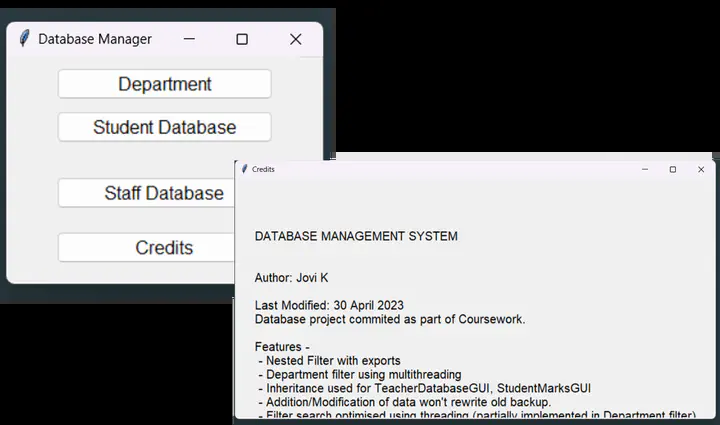 Database Manager
Department
Student Database
Staff Database
Credits
Credits
DATABASE MANAGEMENT SYSTEM
Author: Jovi K
Last Modified: 30 April 2023
Database project commited as part of Coursework.
Features -
- Nested Filter with exports
- Department filter using multithreading
- Inheritance used for TeacherDatabaseGUI, StudentMarksGUI
- Addition/Modification of data won't rewrite old backup.
- Filter search optimised using threading (partially implemented in Department filter)